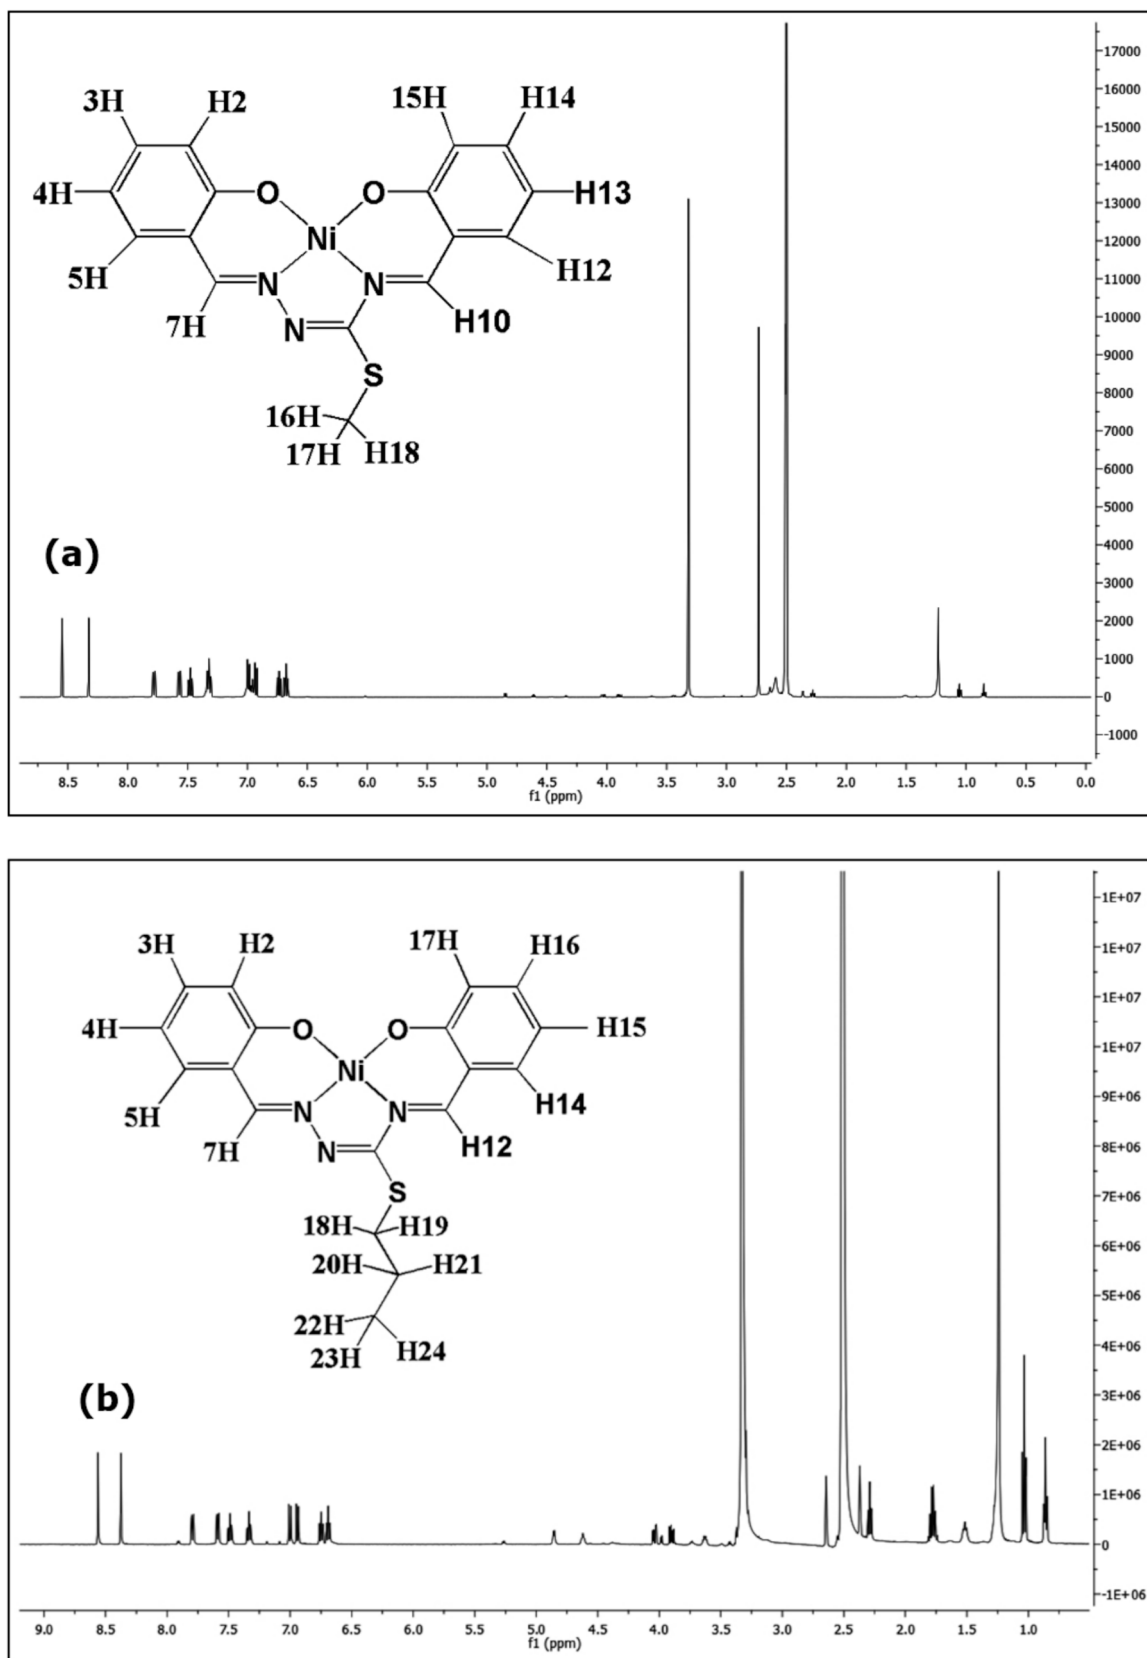 3H H2 15H H14
4H O O H13
Ni
5H N N H12
7H N H10
S
16H
17H H18
(a)
17000
16000
15000
14000
13000
12000
11000
10000
9000
8000
7000
6000
5000
4000
3000
2000
1000
0
-1000
8.5 8.0 7.5 7.0 6.5 6.0 5.5 5.0 4.5 4.0 3.5 3.0 2.5 2.0 1.5 1.0 0.5 0.0
f1 (ppm)
3H H2 17H H16
4H O O H15
Ni
5H N N H14
7H N H12
S
18H H19
20H H21
22H
23H H24
(b)
1E+07
1E+07
1E+07
1E+07
9E+06
8E+06
7E+06
6E+06
5E+06
4E+06
3E+06
2E+06
1E+06
0
-1E+06
9.0 8.5 8.0 7.5 7.0 6.5 6.0 5.5 5.0 4.5 4.0 3.5 3.0 2.5 2.0 1.5 1.0
f1 (ppm)